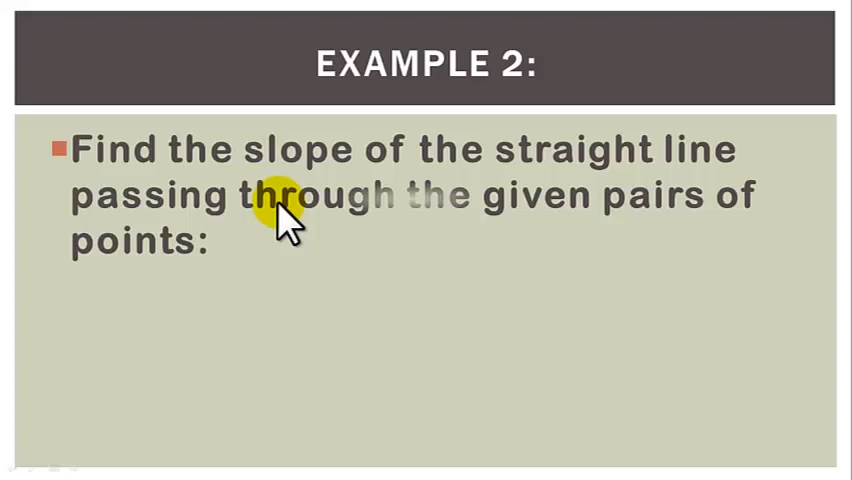 EXAMPLE 2:
Find the slope of the straight line
passing through the given pairs of
points: